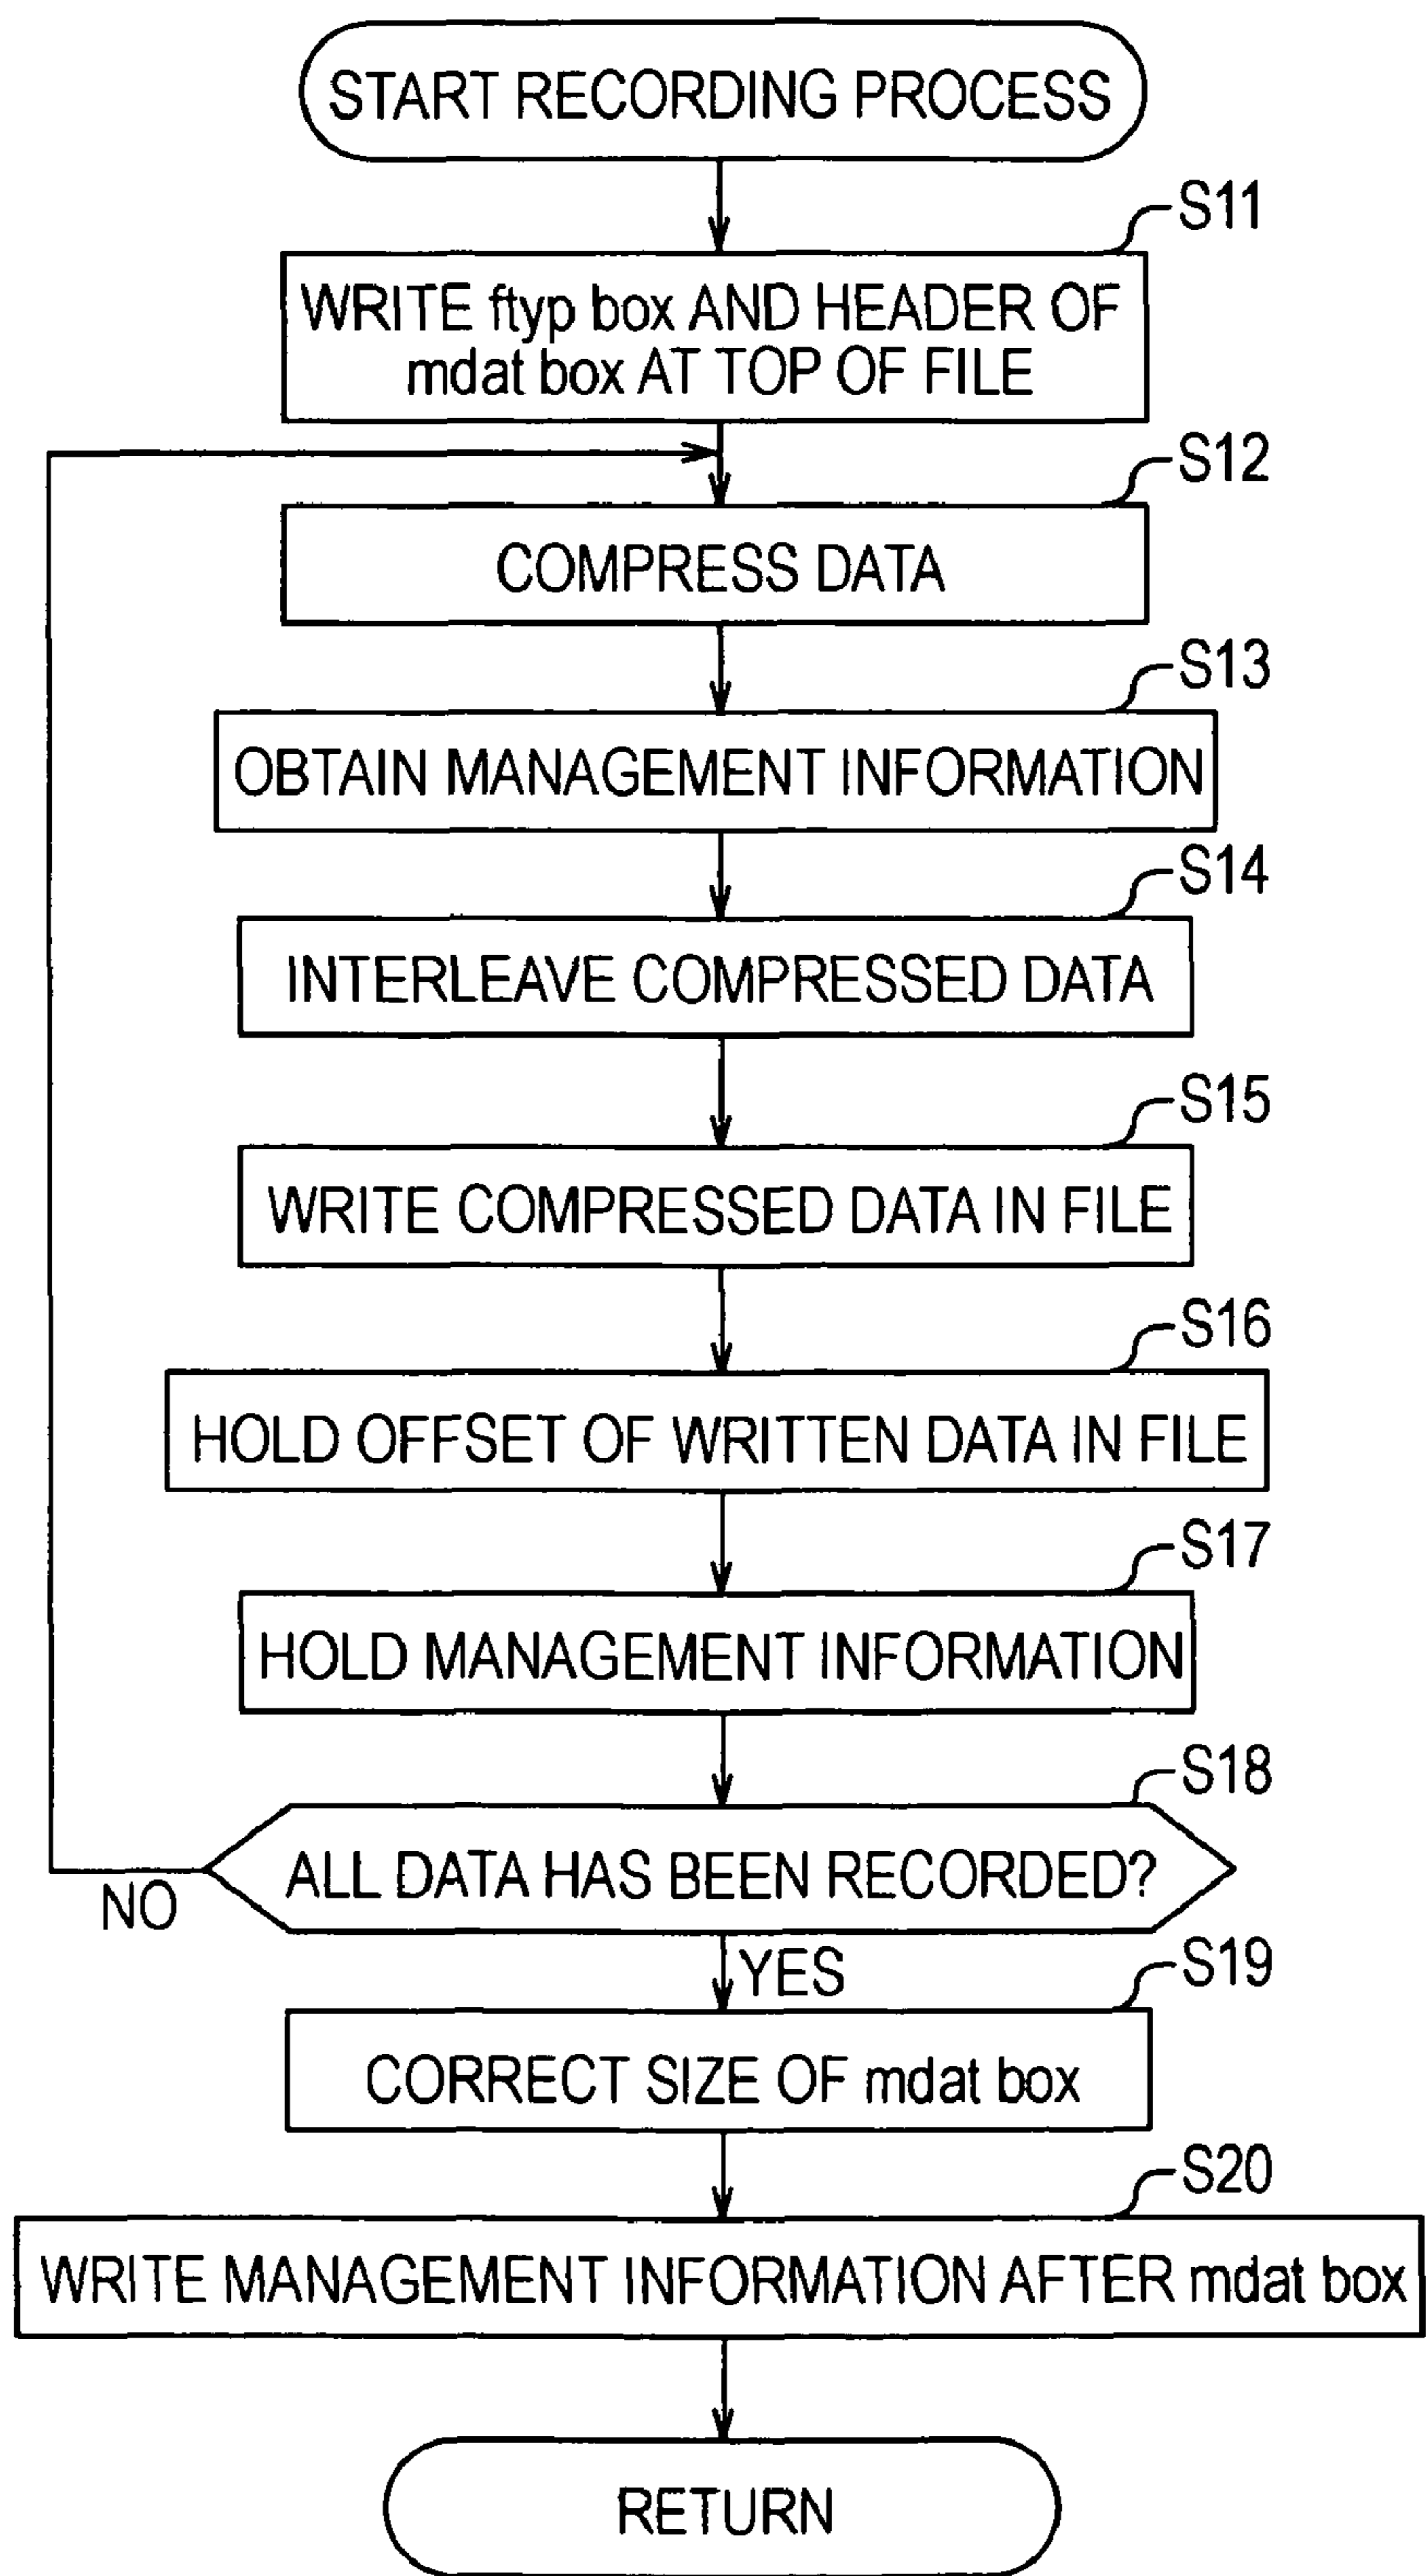 START RECORDING PROCESS
S11
WRITE ftyp box AND HEADER OF
mdat box AT TOP OF FILE
S12
COMPRESS DATA
S13
OBTAIN MANAGEMENT INFORMATION
S14
INTERLEAVE COMPRESSED DATA
S15
WRITE COMPRESSED DATA IN FILE
S16
HOLD OFFSET OF WRITTEN DATA IN FILE
S17
HOLD MANAGEMENT INFORMATION
S18
ALL DATA HAS BEEN RECORDED?
NO
YES
S19
CORRECT SIZE OF mdat box
S20
WRITE MANAGEMENT INFORMATION AFTER mdat box
RETURN